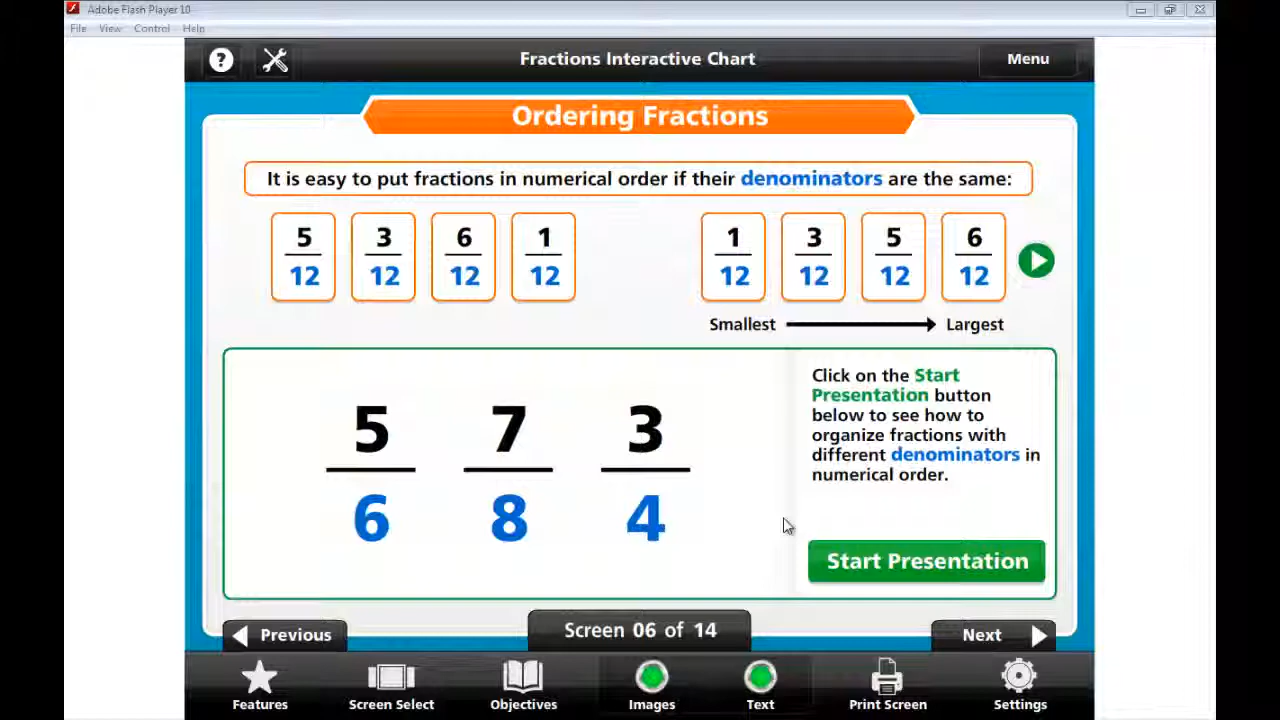 Adobe Flash Player 10
File View Control Help
? Fractions Interactive Chart Menu
Ordering Fractions
It is easy to put fractions in numerical order if their denominators are the same:
5 3 6 1 1 3 5 6
12 12 12 12 12 12 12 12
Smallest Largest
5 7 3
6 8 4
Click on the Start
Presentation button
below to see how to
organize fractions with
different denominators in
numerical order.
Start Presentation
Previous Screen 06 of 14 Next
Features Screen Select Objectives Images Text Print Screen Settings